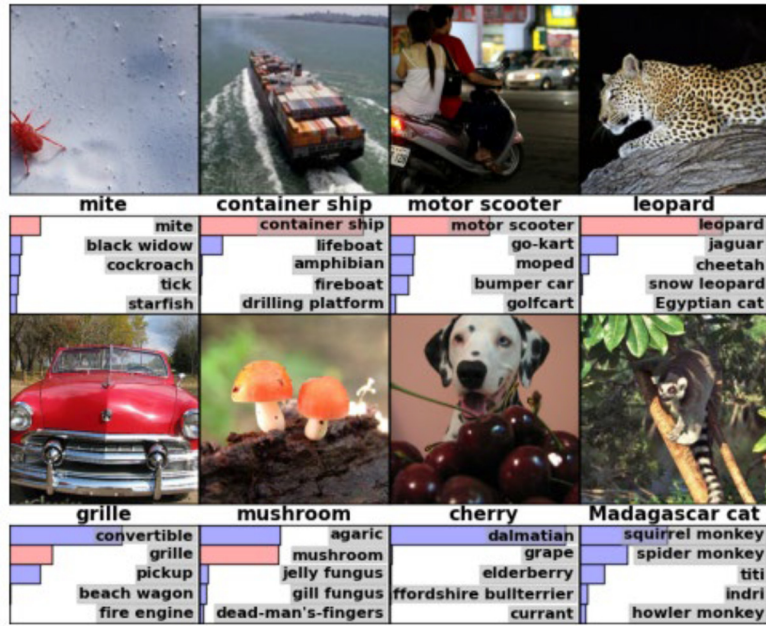 mite container ship motor scooter leopard
mite container ship motor scooter leopard
black widow lifeboat go-kart jaguar
cockroach amphibian moped cheetah
tick fireboat bumper car snow leopard
starfish drilling platform golfcart Egyptian cat
grille mushroom cherry Madagascar cat
convertible agaric dalmatian squirrel monkey
grille mushroom grape spider monkey
pickup jelly fungus elderberry titi
beach wagon gill fungus ffordshire bullterrier indri
fire engine dead-man's-fingers currant howler monkey